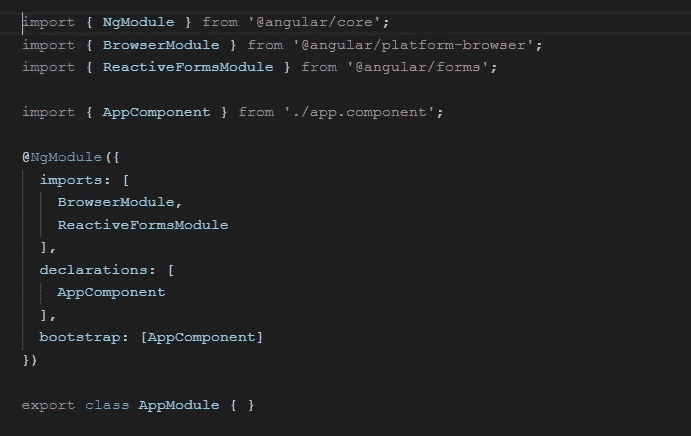 import { NgModule } from '@angular/core';
import { BrowserModule } from '@angular/platform-browser';
import { ReactiveFormsModule } from '@angular/forms';
import { AppComponent } from './app.component';
@NgModule({
imports: [
BrowserModule,
ReactiveFormsModule
],
declarations: [
AppComponent
],
bootstrap: [AppComponent]
})
export class AppModule { }